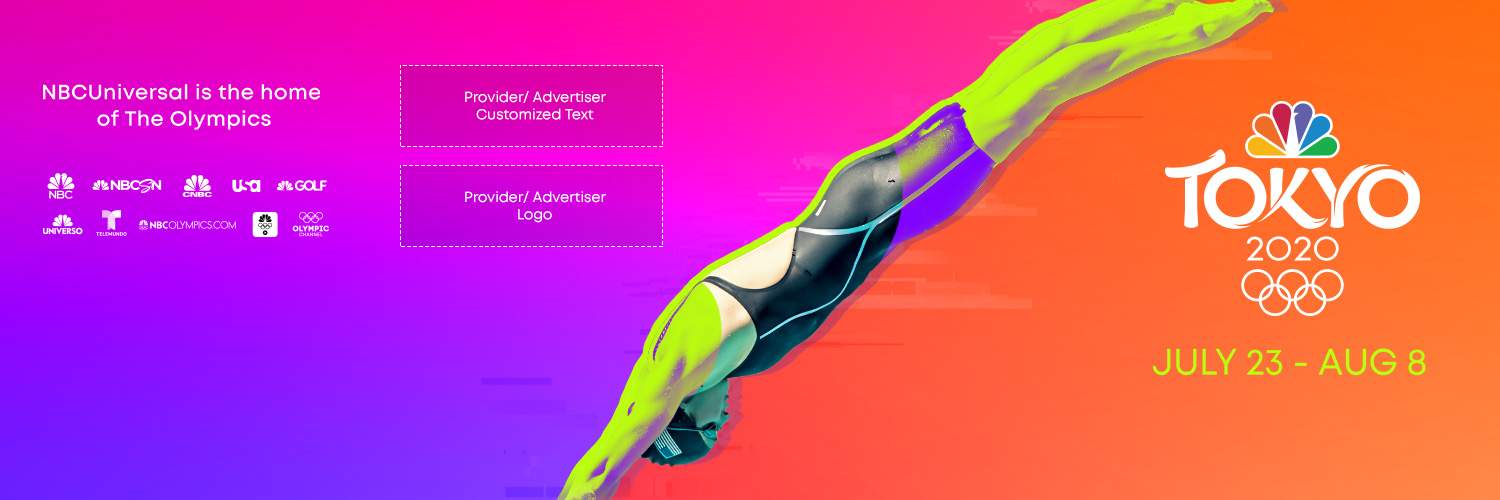 NBCUniversal is the home
of The Olympics
NBC
NBCSN
CNBC
USA
GOLF
UNIVERSO
TELEMUNDO
NBCOLYMPICS.COM
OLYMPIC
CHANNEL
Provider/ Advertiser
Customized Text
Provider/ Advertiser
Logo
TOKYO
2020
JULY 23 - AUG 8